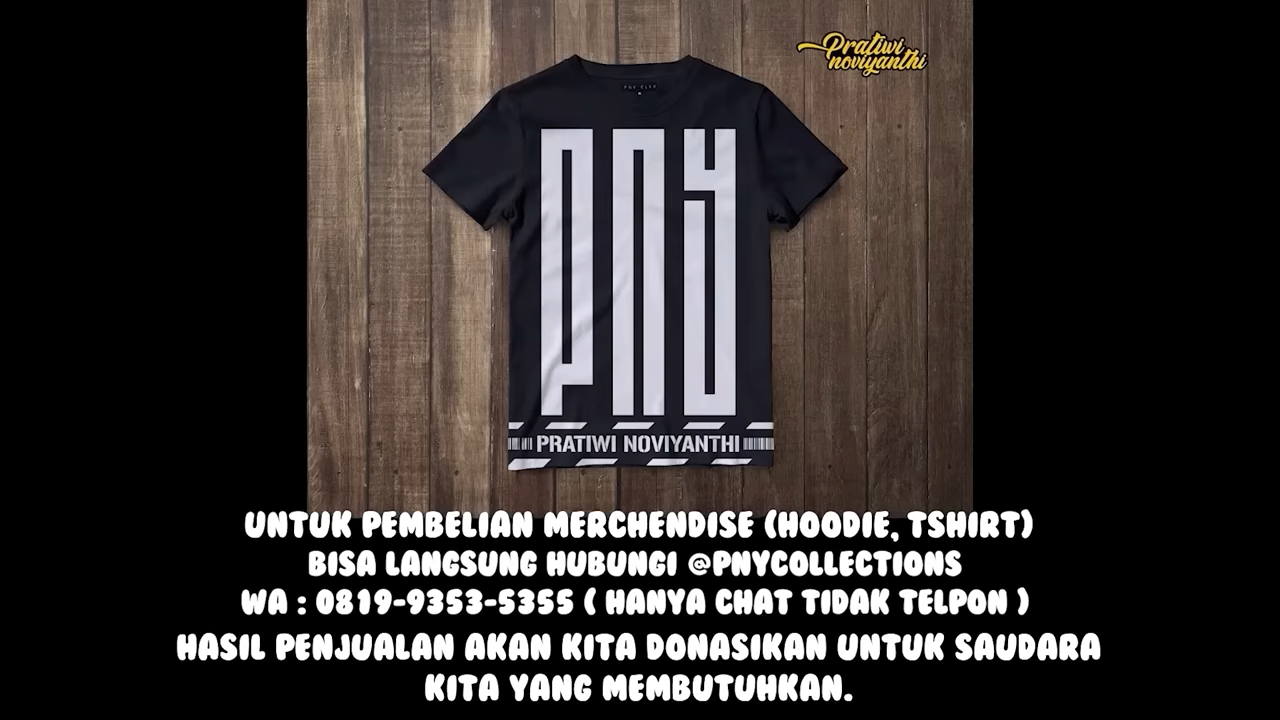 Pratiwi
noviyanthi
PNY
PRATIWI NOVIYANTHI
UNTUK PEMBELIAN MERCHENDISE (HOODIE, TSHIRT)
BISA LANGSUNG HUBUNGI @PNYCOLLECTIONS
WA : 0819-9353-5355 ( HANYA CHAT TIDAK TELPON )
HASIL PENJUALAN AKAN KITA DONASIKAN UNTUK SAUDARA
KITA YANG MEMBUTUHKAN.